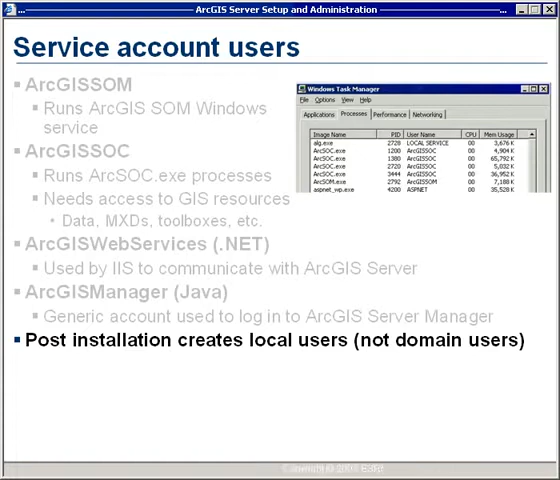 ArcGIS Server Setup and Administration
Service account users
ArcGISSOM
Runs ArcGIS SOM Windows
service
ArcGISSOC
Runs ArcSOC.exe processes
Needs access to GIS resources
Data, MXDs, toolboxes, etc.
ArcGISWebServices (.NET)
Used by IIS to communicate with ArcGIS Server
ArcGISManager (Java)
Generic account used to log in to ArcGIS Server Manager
Post installation creates local users (not domain users)
Windows Task Manager
File Options View Help
Applications Processes Performance Networking
Image Name PID User Name CPU Mem Usage
alg.exe 2728 LOCAL SERVICE 00 3,676 K
ArcSOC.exe 1200 ArcGISSOC 00 4,904 K
ArcSOC.exe 1380 ArcGISSOC 00 65,792 K
ArcSOC.exe 2720 ArcGISSOC 00 5,032 K
ArcSOC.exe 3444 ArcGISSOC 00 36,952 K
ArcSOM.exe 2792 ArcGISSOM 00 7,188 K
aspnet_wp.exe 4200 ASPNET 00 35,528 K